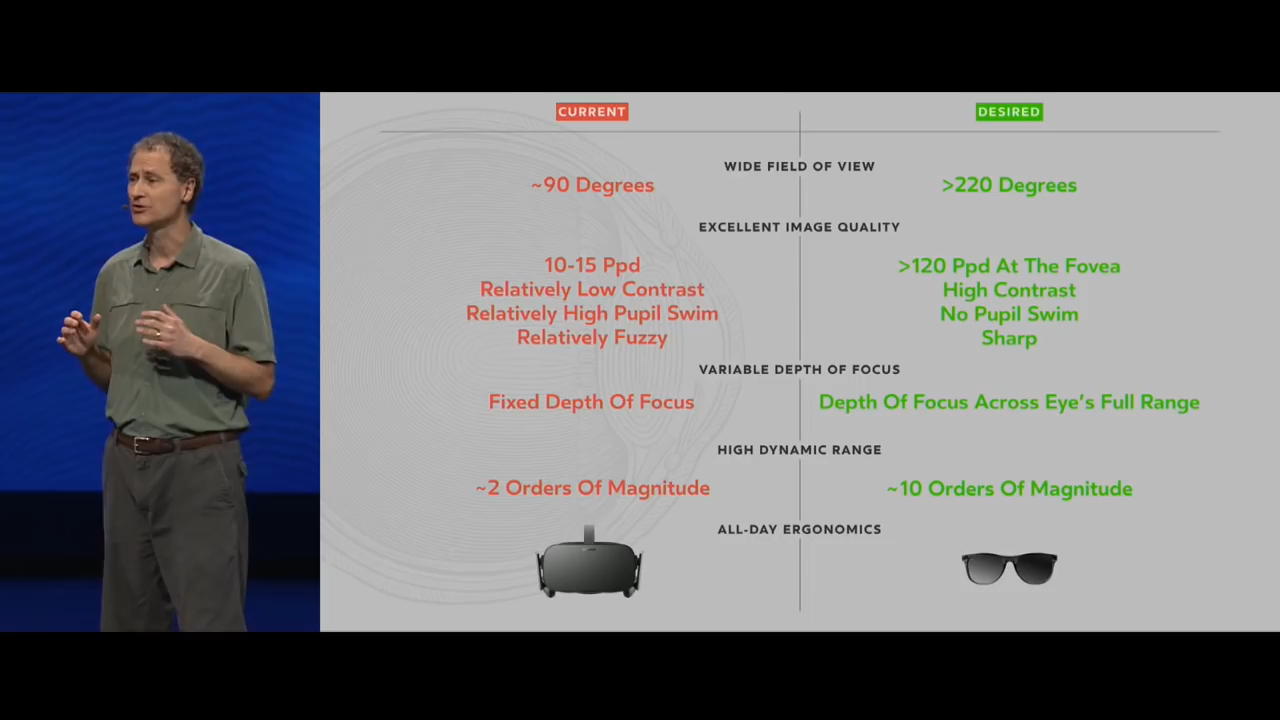 CURRENT
DESIRED
WIDE FIELD OF VIEW
~90 Degrees
>220 Degrees
EXCELLENT IMAGE QUALITY
10-15 Ppd
>120 Ppd At The Fovea
Relatively Low Contrast
High Contrast
Relatively High Pupil Swim
No Pupil Swim
Relatively Fuzzy
Sharp
VARIABLE DEPTH OF FOCUS
Fixed Depth Of Focus
Depth Of Focus Across Eye's Full Range
HIGH DYNAMIC RANGE
~2 Orders Of Magnitude
~10 Orders Of Magnitude
ALL-DAY ERGONOMICS